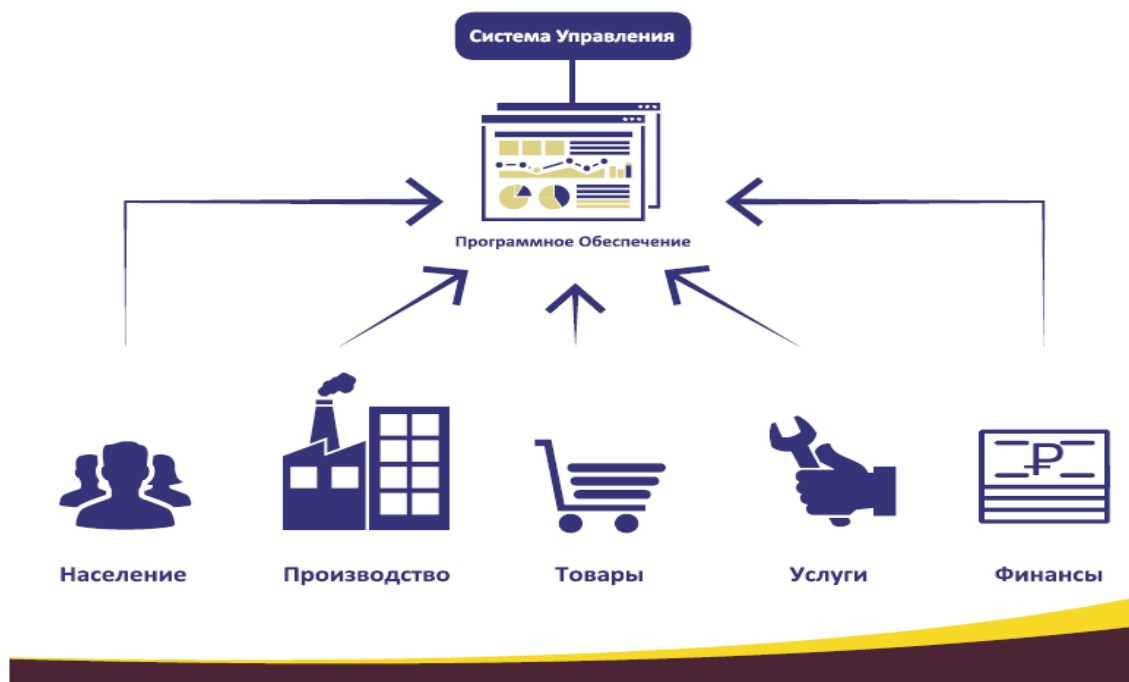 Система Управления
Программное Обеспечение
Население
Производство
Товары
Услуги
Финансы